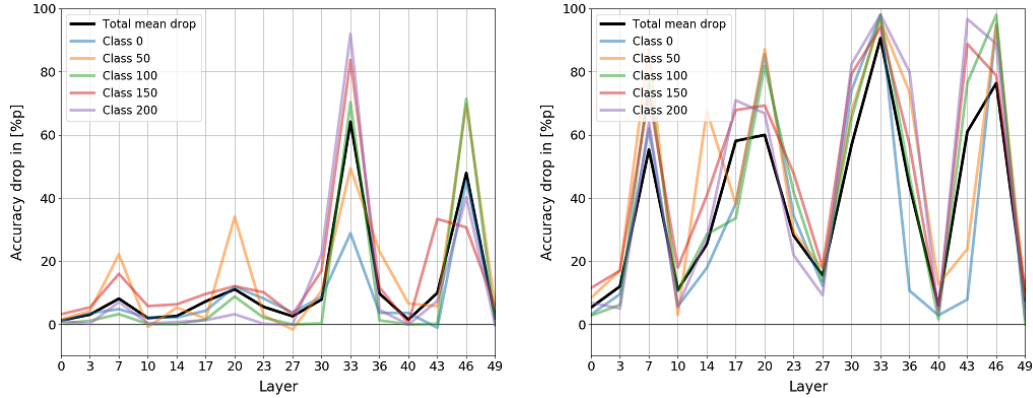 100
80
60
40
20
0
Accuracy drop in [%p]
Total mean drop
Class 0
Class 50
Class 100
Class 150
Class 200
0 3 7 10 14 17 20 23 27 30 33 36 40 43 46 49
Layer
100
80
60
40
20
0
Accuracy drop in [%p]
Total mean drop
Class 0
Class 50
Class 100
Class 150
Class 200
0 3 7 10 14 17 20 23 27 30 33 36 40 43 46 49
Layer